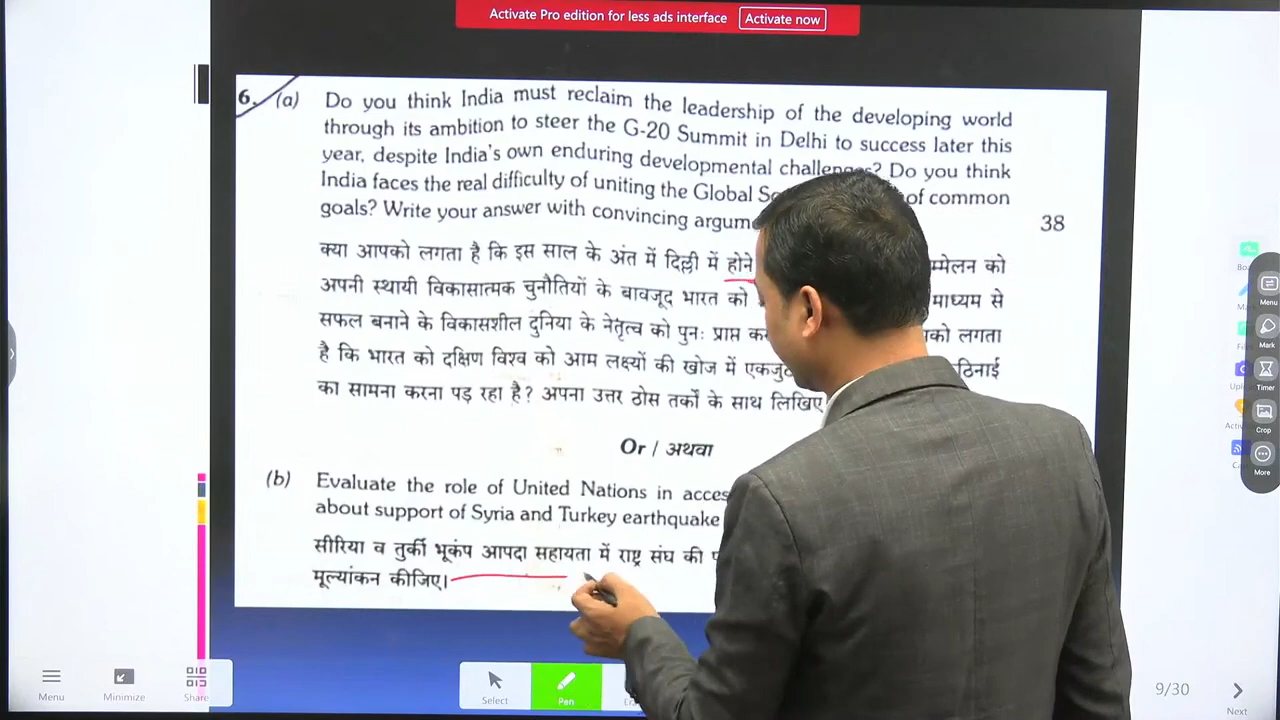 Activate Pro edition for less ads interface Activate now
6. (a) Do you think India must reclaim the leadership of the developing world
through its ambition to steer the G-20 Summit in Delhi to success later this
year, despite India's own enduring developmental challenges? Do you think
India faces the real difficulty of uniting the Global of common
goals? Write your answer with convincing
38
क्या आपको लगता है कि इस साल के अंत में दिल्ली में होने को
अपनी स्थायी विकासात्मक चुनौतियों के बावजूद भारत को माध्यम से
सफल बनाने के विकासशील दुनिया के नेतृत्व को पुनः प्राप्त लगता
है कि भारत को दक्षिण विश्व को आम लक्ष्यों की खोज में
का सामना करना पड़ रहा है? अपना उत्तर ठोस तर्कों के साथ लिखिए
Or / अथवा
(b) Evaluate the role of United Nations in
about support of Syria and Turkey earthquake
सीरिया व तुर्की भूकंप आपदा सहायता में राष्ट्र संघ की
मूल्यांकन कीजिए।
Menu
Mark
Timer
Crop
More
Menu
Minimize
Share
Select
Pen
9/30
Next